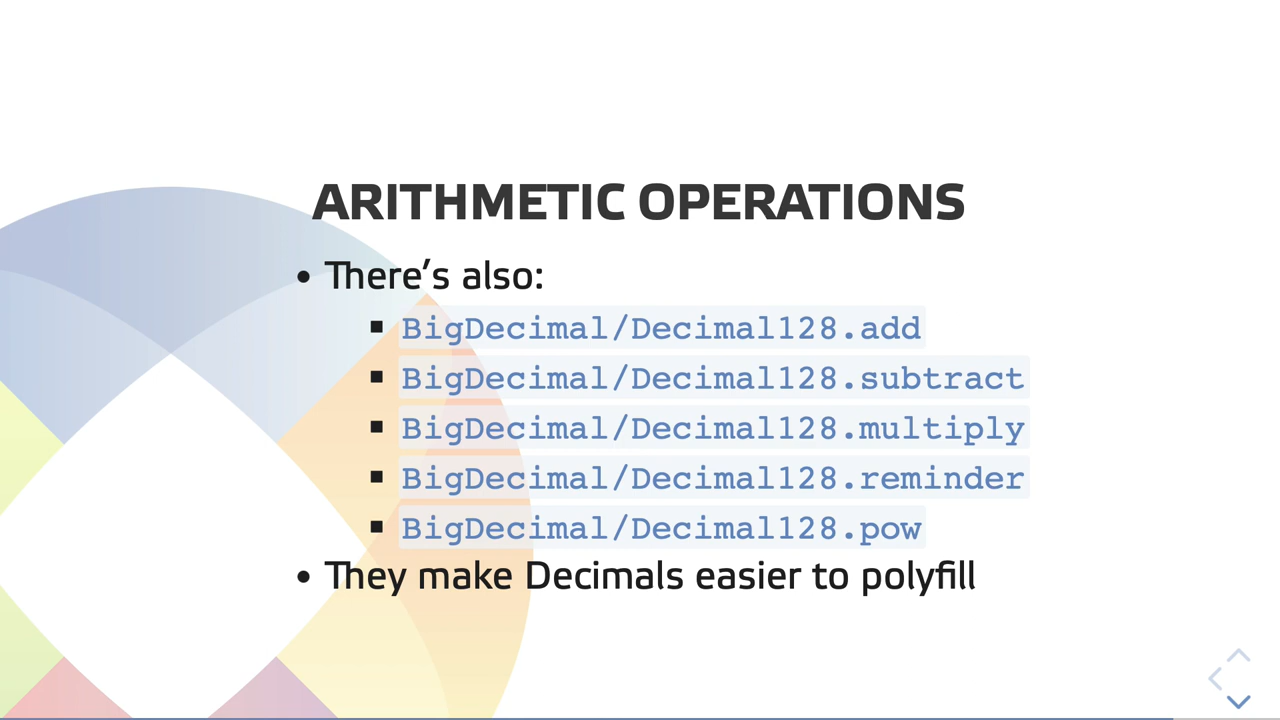 ARITHMETIC OPERATIONS
There’s also:
BigDecimal/Decimal128.add
BigDecimal/Decimal128.subtract
BigDecimal/Decimal128.multiply
BigDecimal/Decimal128.reminder
BigDecimal/Decimal128.pow
They make Decimals easier to polyfill